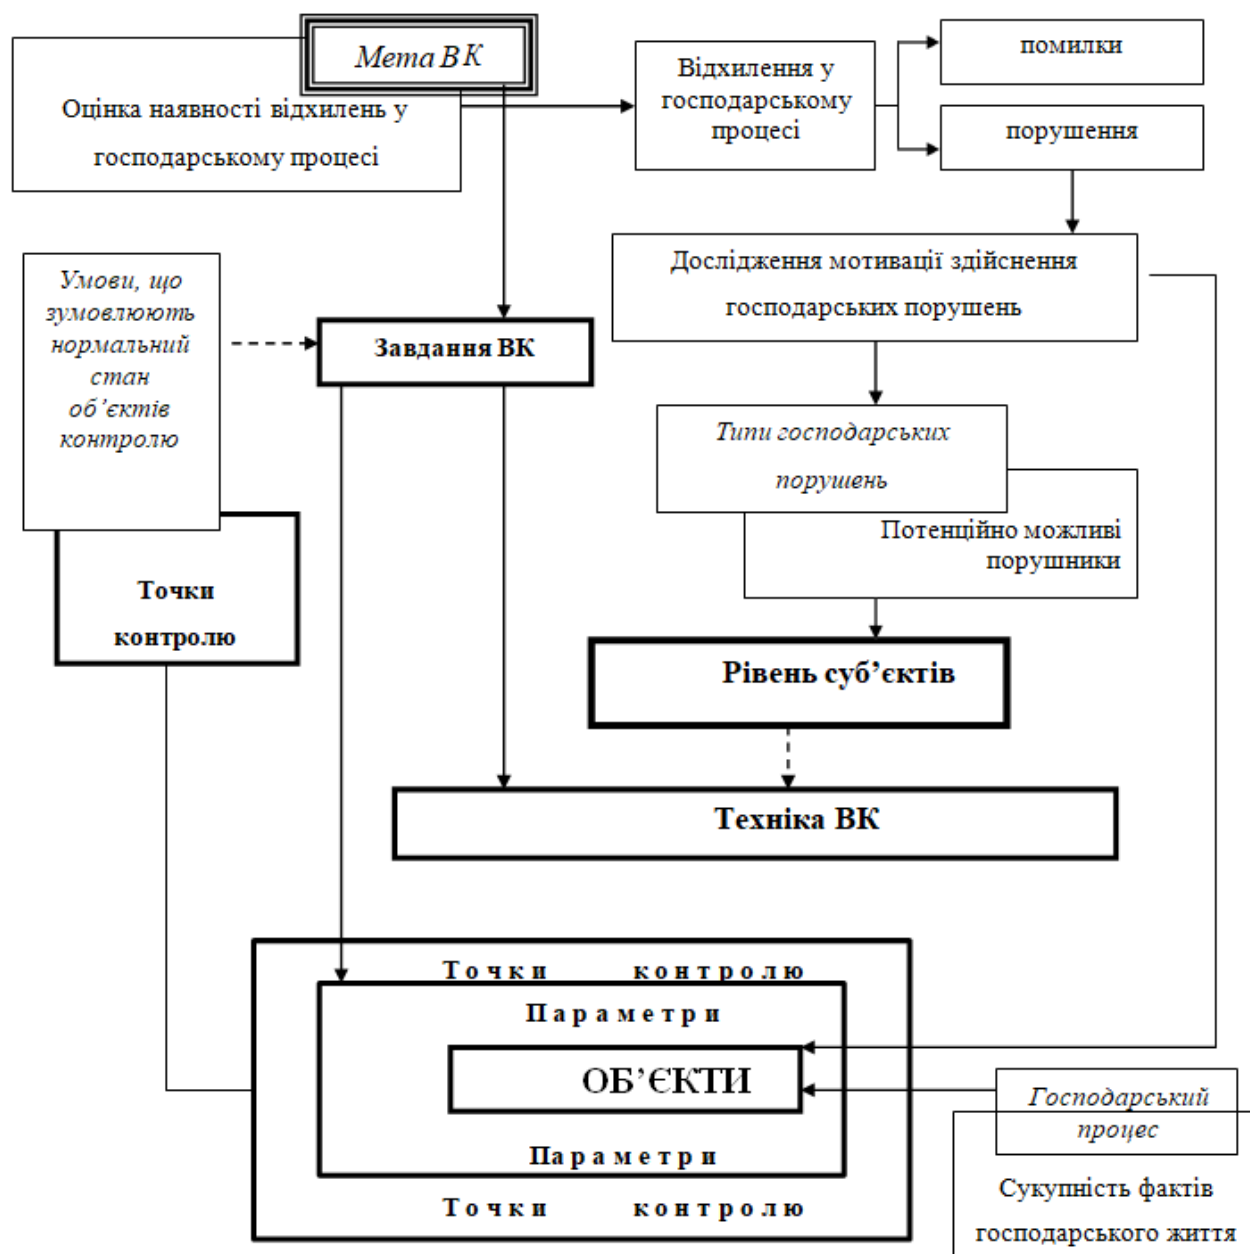 Мета ВК
Оцінка наявності відхилень у
господарському процесі
Відхилення у
господарському
процесі
помилки
порушення
Дослідження мотивації здійснення
господарських порушень
Умови, що
зумовлюють
нормальний
стан
об’єктів
контролю
Завдання ВК
Типи господарських
порушень
Потенційно можливі
порушники
Точки
контролю
Рівень суб’єктів
Техніка ВК
Точки контролю
Параметри
ОБ’ЄКТИ
Параметри
Точки контролю
Господарський
процес
Сукупність фактів
господарського життя